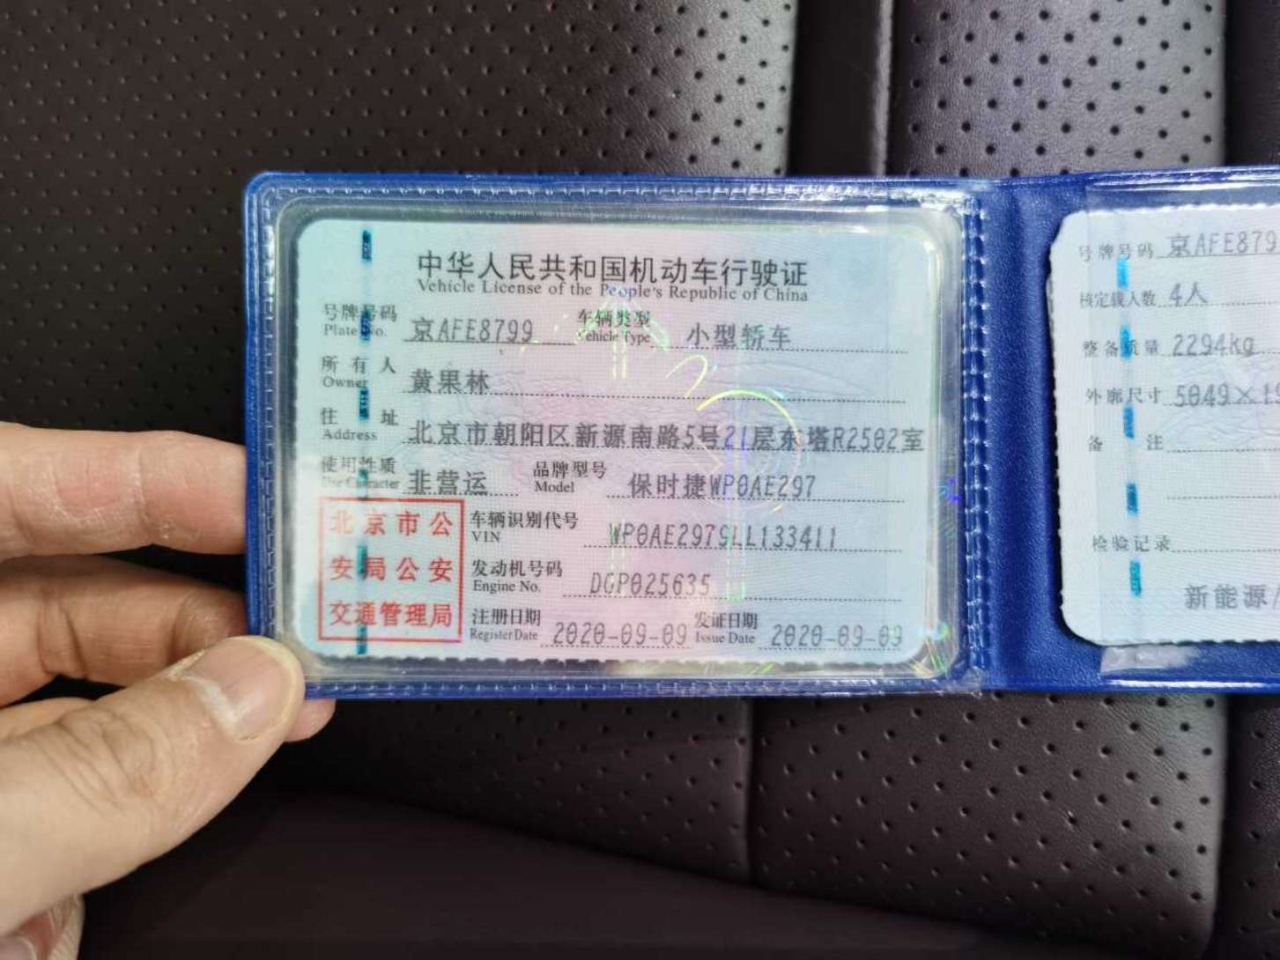 中华人民共和国机动车行驶证
Vehicle License of the People's Republic of China
号牌号码 京AFE8799 车辆类型 小型轿车
Plate No. Vehicle Type
所有人 黄果林
Owner
住址 北京市朝阳区新源南路5号21层东塔R2502室
Address
使用性质 非营运 品牌型号 保时捷WP0AE297
Use Character Model
北京市公
安局公安
交通管理局
车辆识别代号 WP0AE2979LL133411
VIN
发动机号码 DGP025635
Engine No.
注册日期 2020-09-09 发证日期 2020-09-09
Register Date Issue Date
号牌号码 京AFE879
核定载人数 4人
整备质量 2294kg
外廓尺寸 5049×19
备注
检验记录
新能源